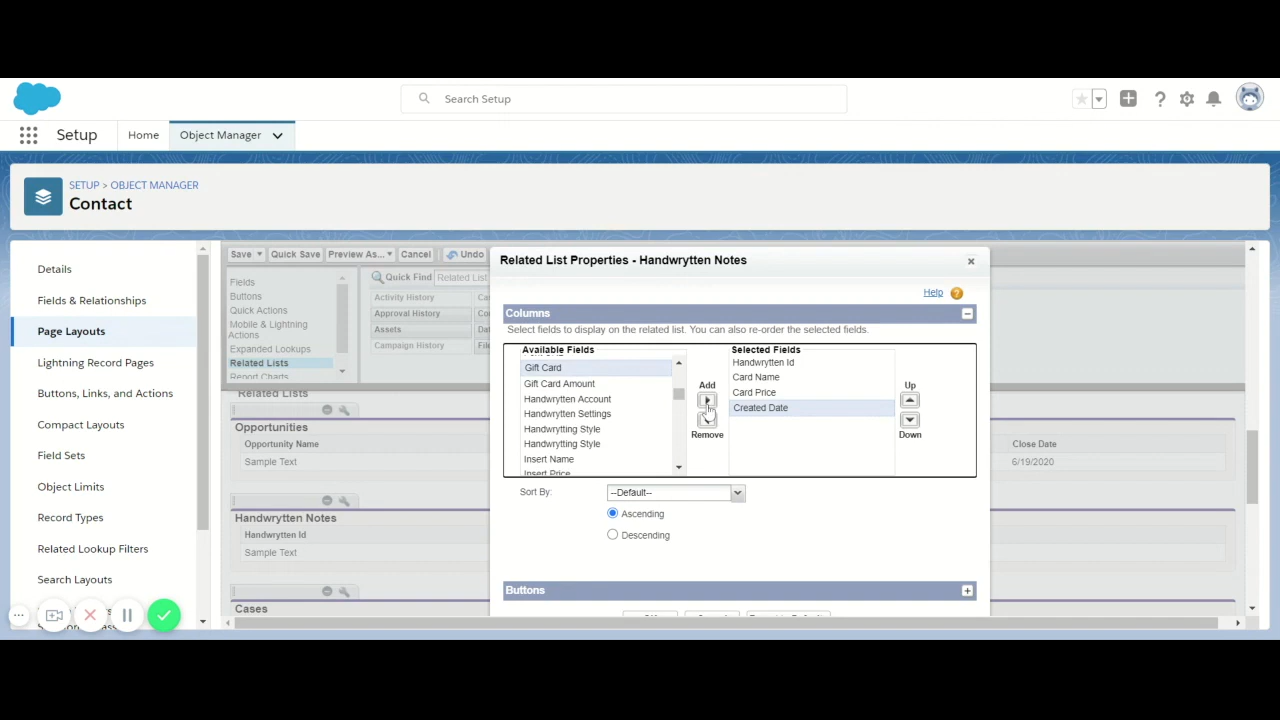 Search Setup
Setup
Home
Object Manager
SETUP > OBJECT MANAGER
Contact
Details
Fields & Relationships
Page Layouts
Lightning Record Pages
Buttons, Links, and Actions
Compact Layouts
Field Sets
Object Limits
Record Types
Related Lookup Filters
Search Layouts
Save
Quick Save
Preview As...
Cancel
Undo
Fields
Buttons
Quick Actions
Mobile & Lightning
Actions
Expanded Lookups
Related Lists
Report Charts
Quick Find
Related List
Activity History
Approval History
Assets
Campaign History
Related Lists
Opportunities
Opportunity Name
Sample Text
Close Date
6/19/2020
Handwrytten Notes
Handwrytten Id
Sample Text
Cases
Related List Properties - Handwrytten Notes
Help
Columns
Select fields to display on the related list. You can also re-order the selected fields.
Available Fields
Gift Card
Gift Card Amount
Handwrytten Account
Handwrytten Settings
Handwrytting Style
Handwrytting Style
Insert Name
Insert Price
Add
Remove
Selected Fields
Handwrytten Id
Card Name
Card Price
Created Date
Up
Down
Sort By:
--Default--
Ascending
Descending
Buttons